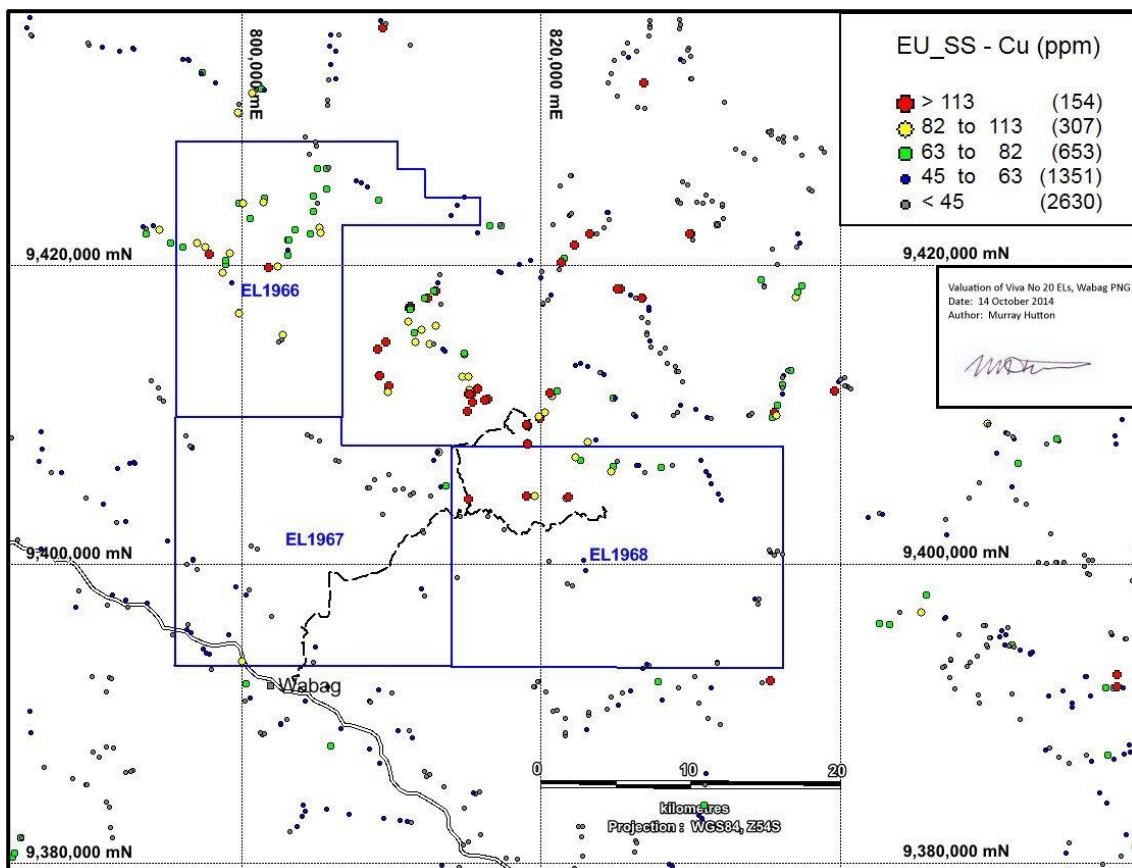 EU_SS - Cu (ppm)
> 113 (154)
82 to 113 (307)
63 to 82 (653)
45 to 63 (1351)
< 45 (2630)
800,000 mE
820,000 mE
9,420,000 mN
9,420,000 mN
EL1966
Valuation of Viva No 20 ELs, Wabag PNG
Date: 14 October 2014
Author: Murray Hutton
EL1967
EL1968
9,400,000 mN
9,400,000 mN
Wabag
0 10 20
kilometres
Projection : WGS84, Z54S
9,380,000 mN
9,380,000 mN